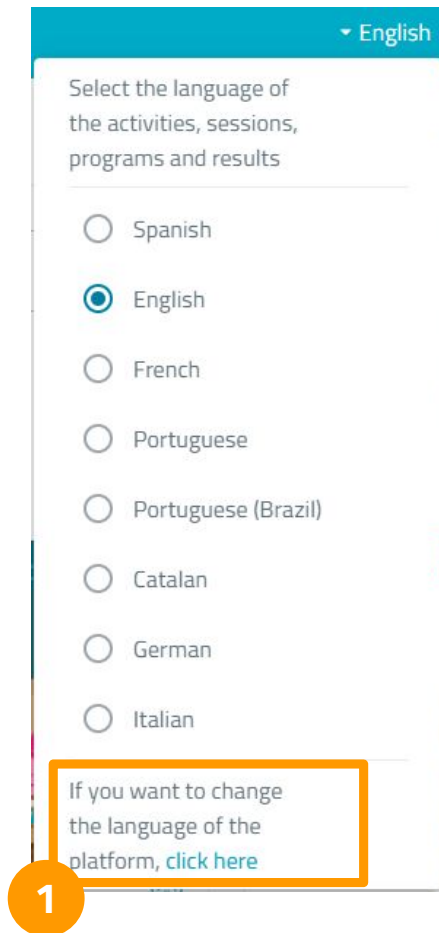 English
Select the language of
the activities, sessions,
programs and results
Spanish
English
French
Portuguese
Portuguese (Brazil)
Catalan
German
Italian
If you want to change
the language of the
platform, click here
1